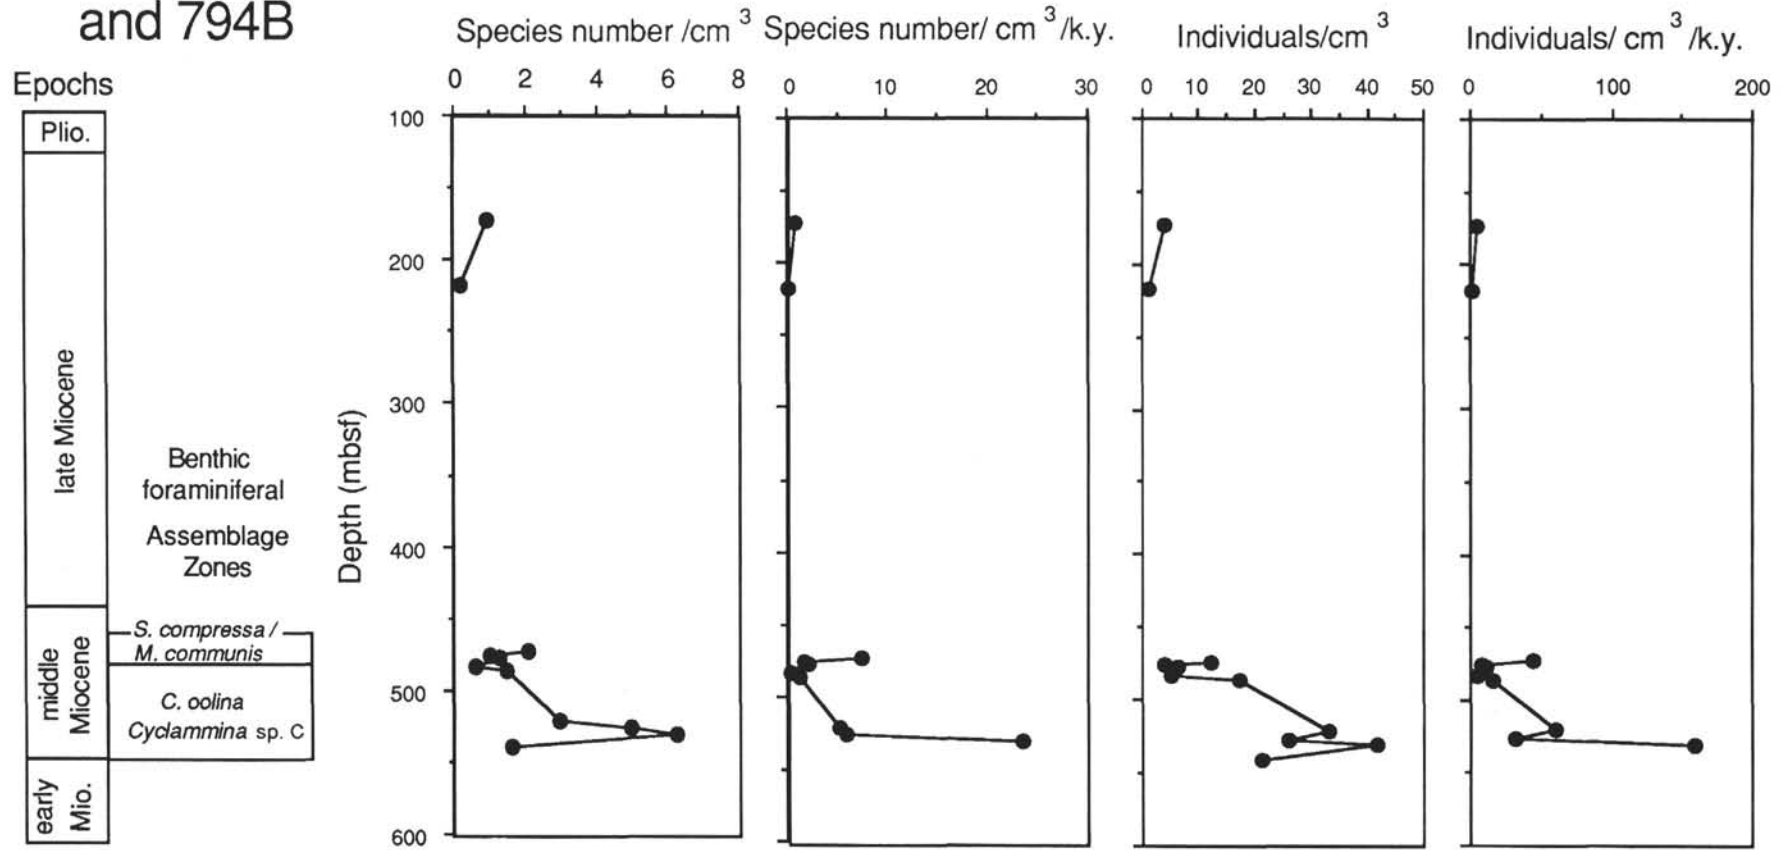 and 794B
Species number /cm 3
Species number/ cm 3 /k.y.
Individuals/cm 3
Individuals/ cm 3 /k.y.
Epochs
0 2 4 6 8
0 10 20 30
0 10 20 30 40 50
0 100 200
Plio.
late Miocene
middle
Miocene
early
Mio.
Benthic
foraminiferal
Assemblage
Zones
S. compressa /
M. communis
C. oolina
Cyclammina sp. C
Depth (mbsf)
100
200
300
400
500
600